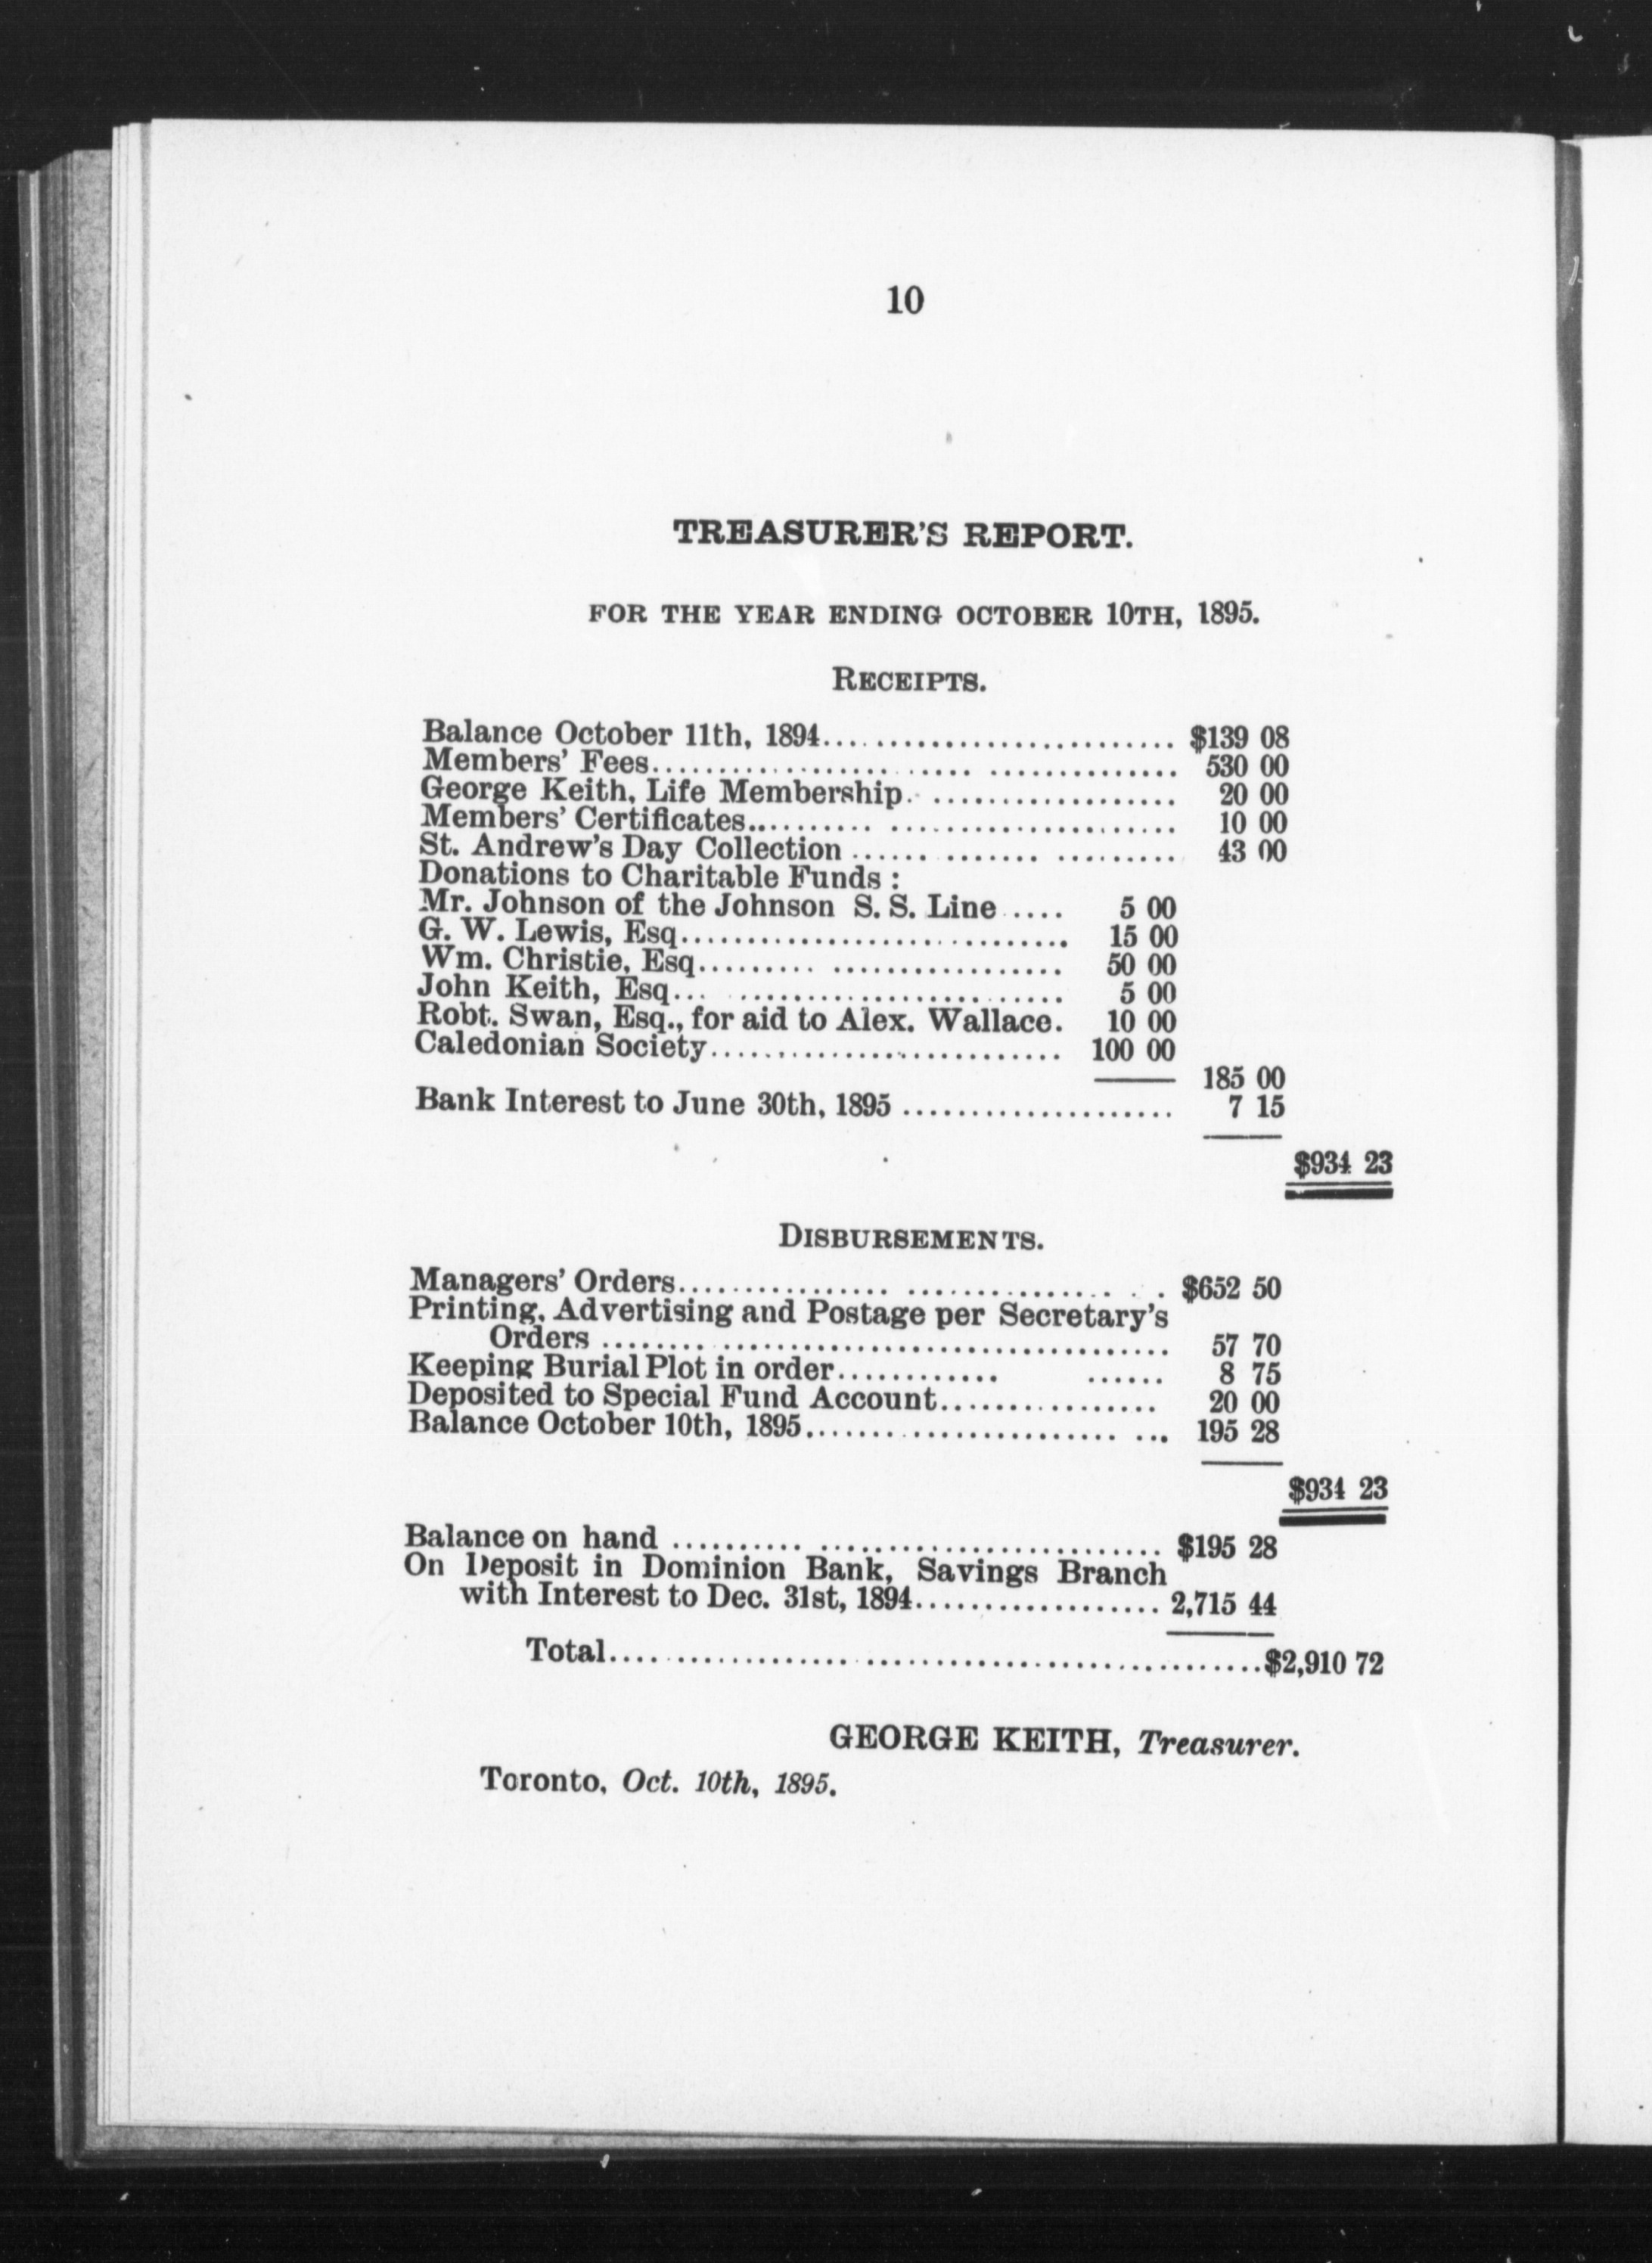 10
TREASURER'S REPORT.
FOR THE YEAR ENDING OCTOBER 10TH, 1895.
RECEIPTS.
Balance October 11th, 1894........................ $139 08
Members' Fees........................ 530 00
George Keith, Life Membership........................ 20 00
Members' Certificates........................ 10 00
St. Andrew's Day Collection ........................ 43 00
Donations to Charitable Funds :
Mr. Johnson of the Johnson S. S. Line .... 5 00
G. W. Lewis, Esq........................ 15 00
Wm. Christie, Esq........................ 50 00
John Keith, Esq........................ 5 00
Robt. Swan, Esq., for aid to Alex. Wallace. 10 00
Caledonian Society........................ 100 00
185 00
Bank Interest to June 30th, 1895 .................... 7 15
$934 23
DISBURSEMENTS.
Managers' Orders........................ $652 50
Printing, Advertising and Postage per Secretary's
Orders ........................ 57 70
Keeping Burial Plot in order............ ...... 8 75
Deposited to Special Fund Account................ 20 00
Balance October 10th, 1895........................ 195 28
$934 23
Balance on hand ........................ $195 28
On Deposit in Dominion Bank, Savings Branch
with Interest to Dec. 31st, 1894.................. 2,715 44
Total........................$2,910 72
GEORGE KEITH, Treasurer.
Toronto, Oct. 10th, 1895.